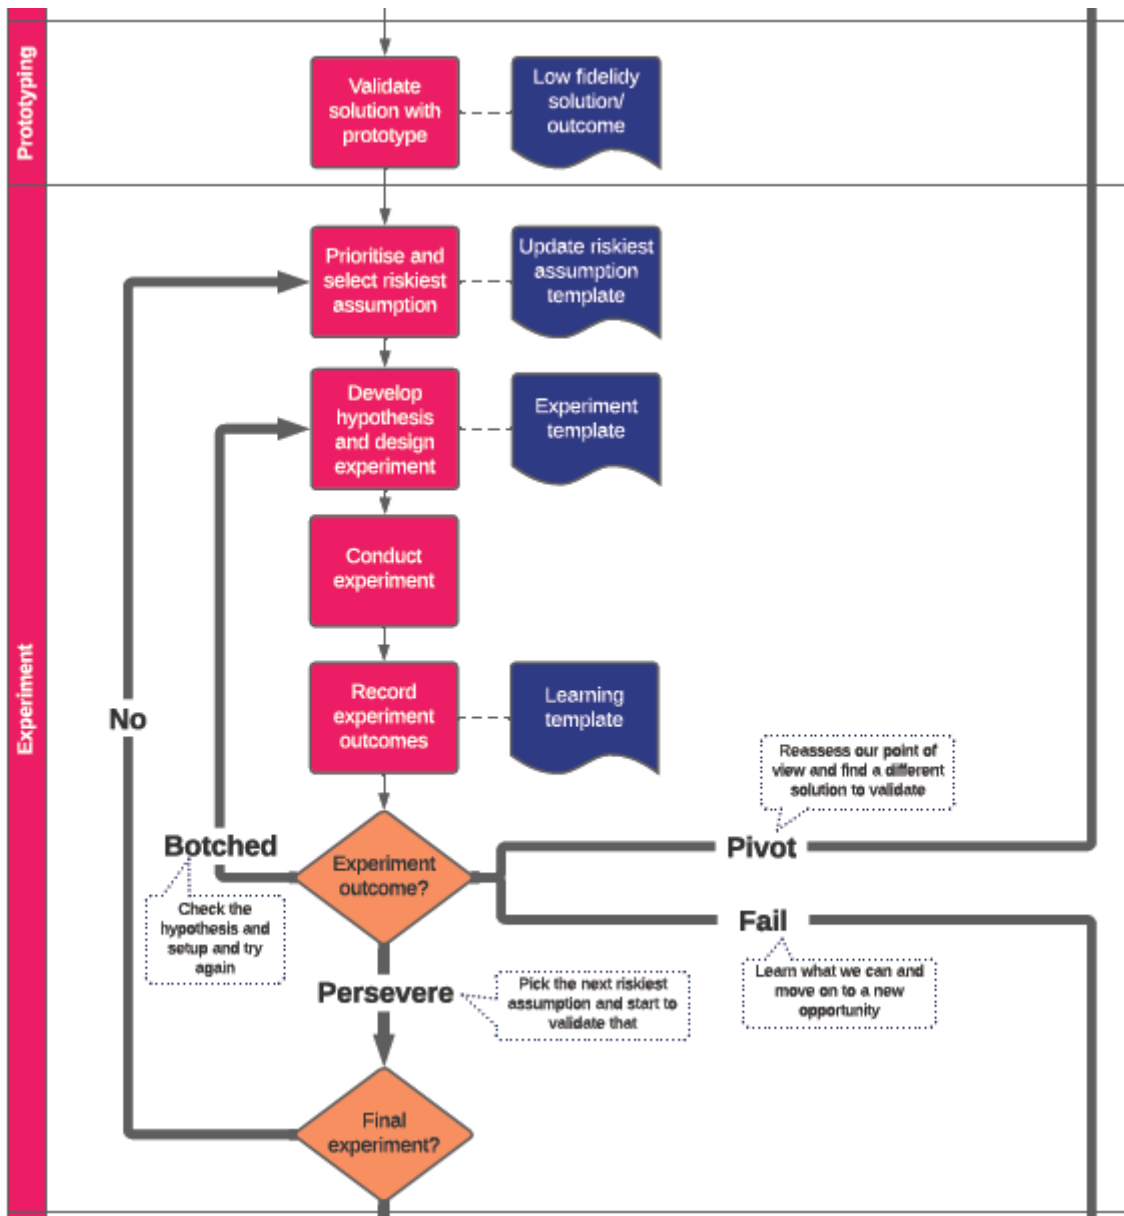 Prototyping
Validate
solution with
prototype
Low fidelidy
solution/
outcome
Experiment
Prioritise and
select riskiest
assumption
Update riskiest
assumption
template
Develop
hypothesis
and design
experiment
Experiment
template
Conduct
experiment
Record
experiment
outcomes
Learning
template
No
Reassess our point of
view and find a different
solution to validate
Botched
Experiment
outcome?
Pivot
Check the
hypothesis and
setup and try
again
Fail
Learn what we can and
move on to a new
opportunity
Persevere
Pick the next riskiest
assumption and start to
validate that
Final
experiment?